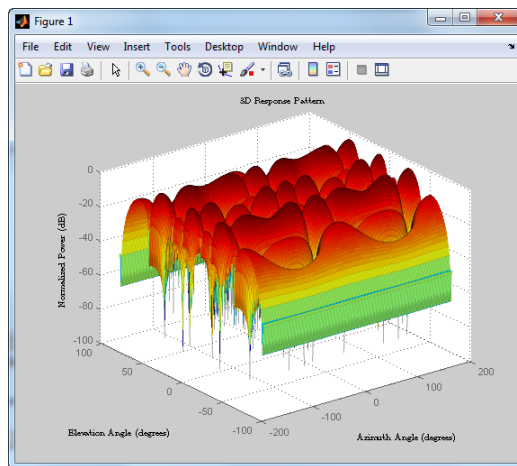 Figure 1
File Edit View Insert Tools Desktop Window Help
3D Response Pattern
Normalized Power (dB)
0
-20
-40
-60
-80
-100
100
50
0
-50
-100
Elevation Angle (degrees)
-200
-100
0
100
200
Azimuth Angle (degrees)